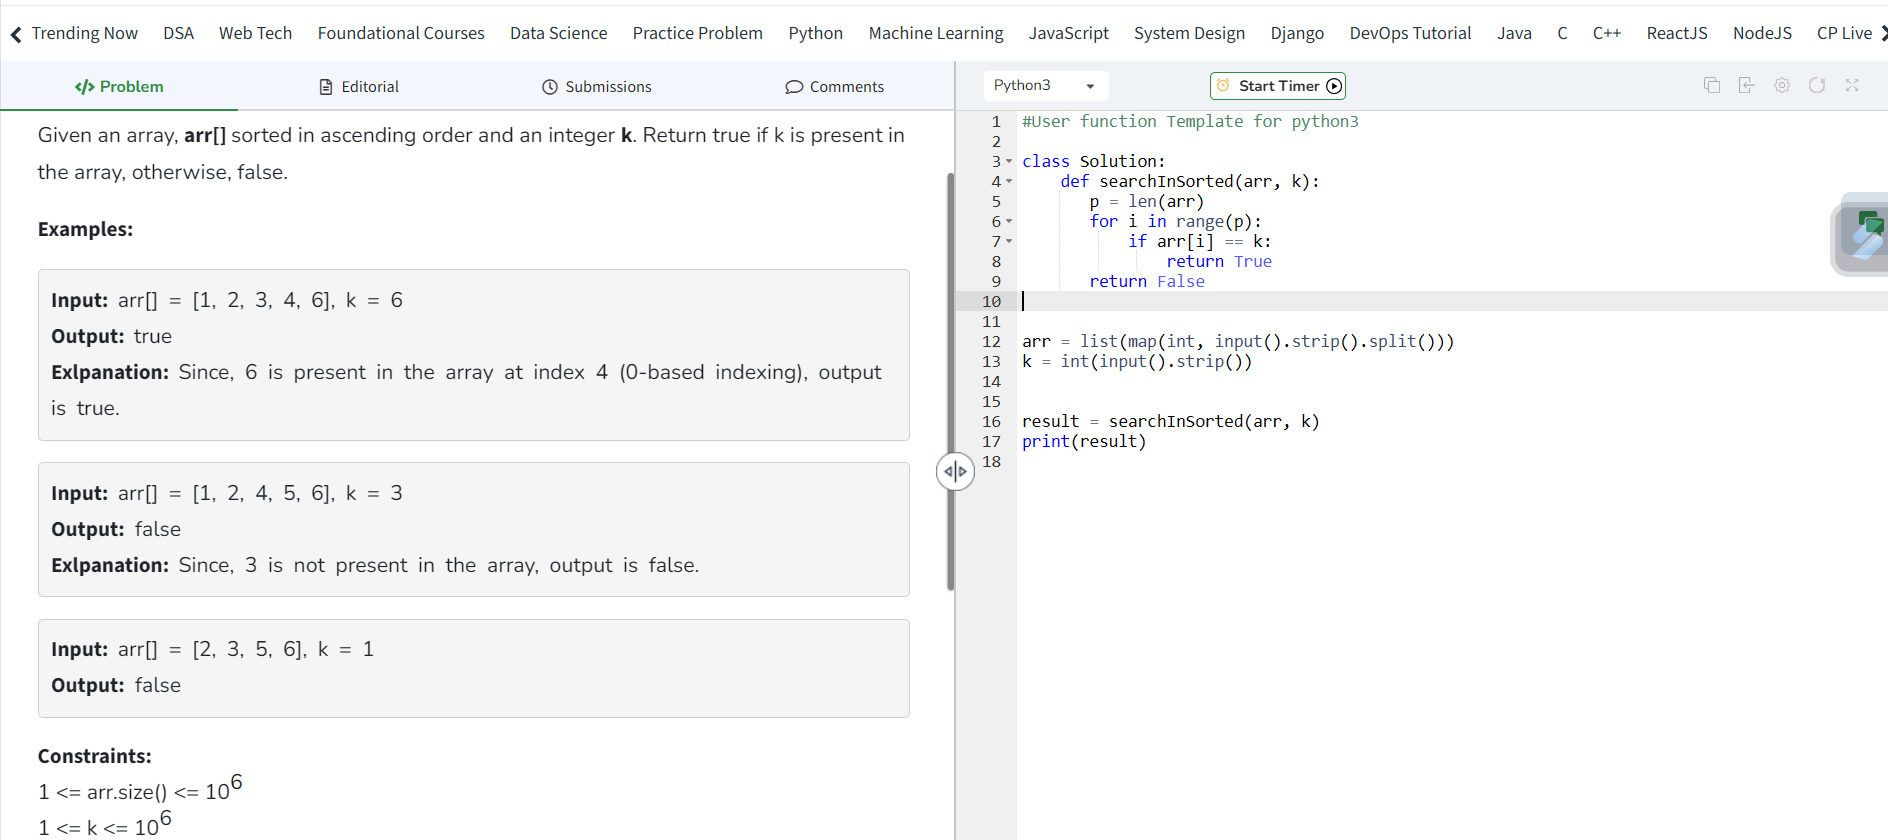 Trending Now DSA Web Tech Foundational Courses Data Science Practice Problem Python Machine Learning JavaScript System Design Django DevOps Tutorial Java C C++ ReactJS NodeJS CP Live
</> Problem Editorial Submissions Comments
Given an array, arr[] sorted in ascending order and an integer k. Return true if k is present in
the array, otherwise, false.
Examples:
Input: arr[] = [1, 2, 3, 4, 6], k = 6
Output: true
Exlpanation: Since, 6 is present in the array at index 4 (0-based indexing), output
is true.
Input: arr[] = [1, 2, 4, 5, 6], k = 3
Output: false
Exlpanation: Since, 3 is not present in the array, output is false.
Input: arr[] = [2, 3, 5, 6], k = 1
Output: false
Constraints:
1 <= arr.size() <= 10^6
1 <= k <= 10^6
Python3 Start Timer
1 #User function Template for python3
2
3 class Solution:
4     def searchInSorted(arr, k):
5        p = len(arr)
6        for i in range(p):
7            if arr[i] == k:
8                return True
9        return False
10
11
12 arr = list(map(int, input().strip().split()))
13 k = int(input().strip())
14
15
16 result = searchInSorted(arr, k)
17 print(result)
18